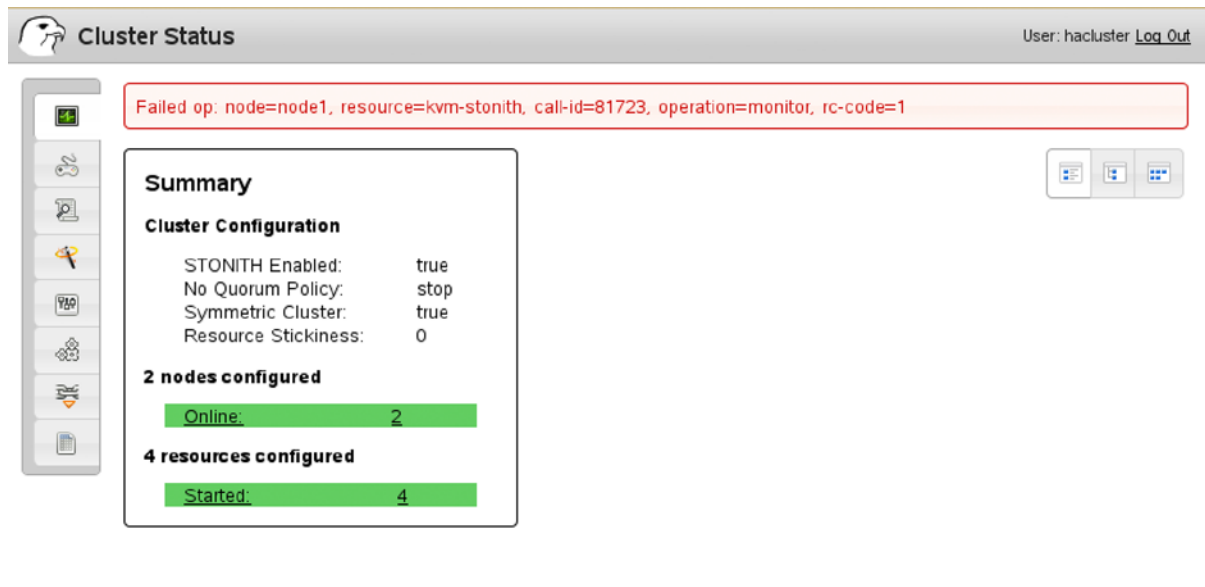 Cluster Status
User: hacluster Log Out
Failed op: node=node1, resource=kvm-stonith, call-id=81723, operation=monitor, rc-code=1
Summary
Cluster Configuration
STONITH Enabled: true
No Quorum Policy: stop
Symmetric Cluster: true
Resource Stickiness: 0
2 nodes configured
Online: 2
4 resources configured
Started: 4